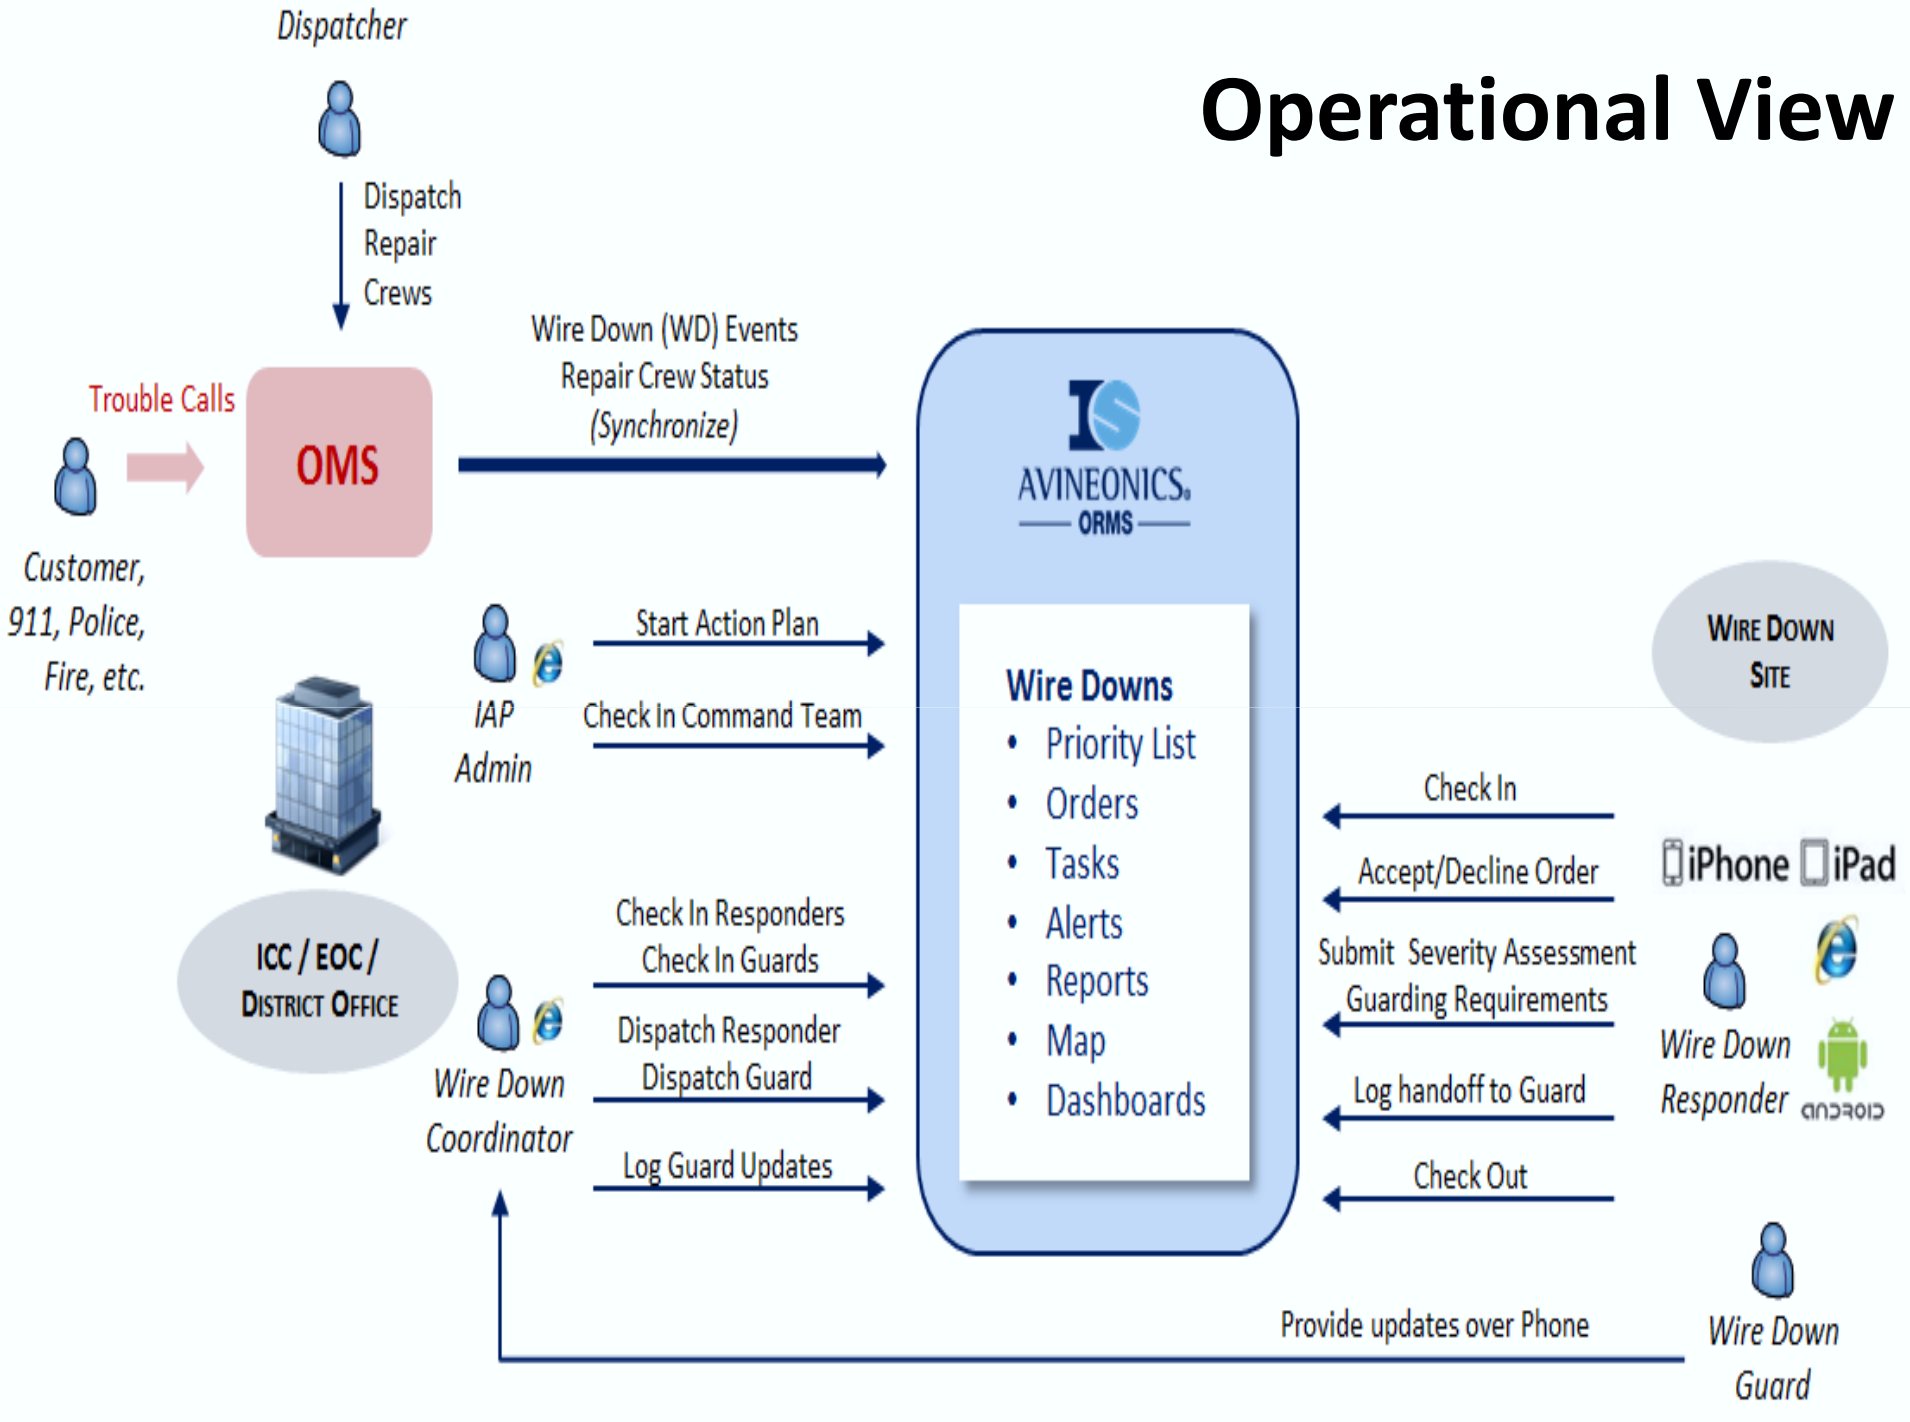 Operational View
Dispatcher
Dispatch
Repair
Crews
Trouble Calls
OMS
Customer,
911, Police,
Fire, etc.
Wire Down (WD) Events
Repair Crew Status
(Synchronize)
AVINEONICS®
ORMS
IAP
Admin
Start Action Plan
Check In Command Team
ICC / EOC /
DISTRICT OFFICE
Wire Down
Coordinator
Check In Responders
Check In Guards
Dispatch Responder
Dispatch Guard
Log Guard Updates
Wire Downs
• Priority List
• Orders
• Tasks
• Alerts
• Reports
• Map
• Dashboards
WIRE DOWN
SITE
Check In
Accept/Decline Order
Submit Severity Assessment
Guarding Requirements
Log handoff to Guard
Check Out
iPhone iPad
Wire Down
Responder
ANDROID
Provide updates over Phone
Wire Down
Guard